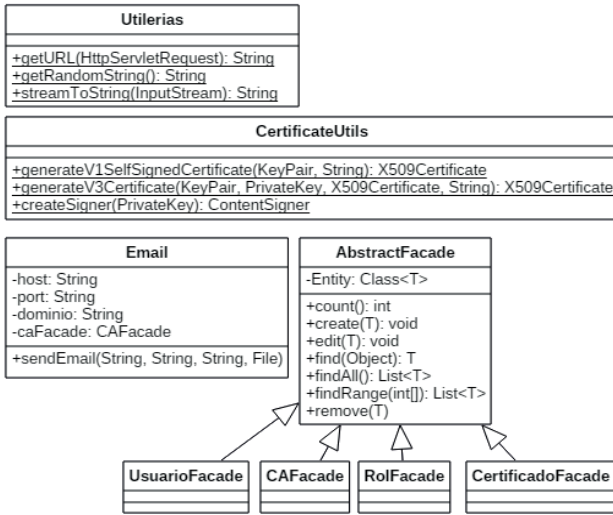 Utilerias
+getURL(HttpServletRequest): String
+getRandomString(): String
+streamToString(InputStream): String
CertificateUtils
+generateV1SelfSignedCertificate(KeyPair, String): X509Certificate
+generateV3Certificate(KeyPair, PrivateKey, X509Certificate, String): X509Certificate
+createSigner(PrivateKey): ContentSigner
Email
-host: String
-port: String
-dominio: String
-caFacade: CAFacade
+sendEmail(String, String, String, File)
AbstractFacade
-Entity: Class<T>
+count(): int
+create(T): void
+edit(T): void
+find(Object): T
+findAll(): List<T>
+findRange(int[]): List<T>
+remove(T)
UsuarioFacade
CAFacade
RolFacade
CertificadoFacade